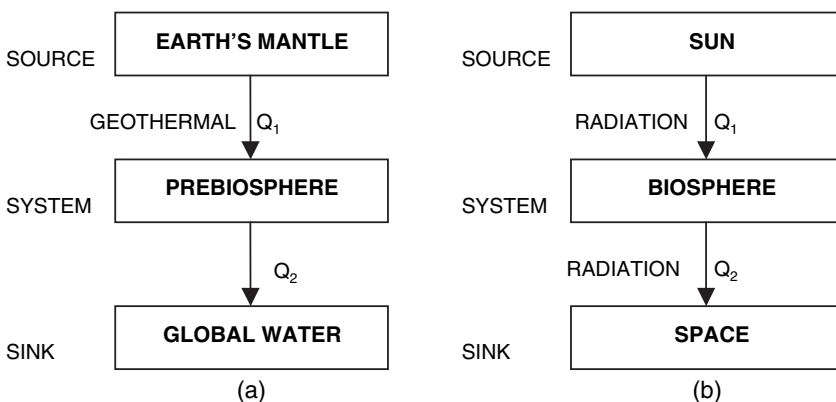 EARTH'S MANTLE
SOURCE
GEOTHERMAL Q₁
PREBIOSPHERE
SYSTEM
Q₂
GLOBAL WATER
SINK
(a)
SUN
SOURCE
RADIATION Q₁
BIOSPHERE
SYSTEM
RADIATION Q₂
SPACE
SINK
(b)